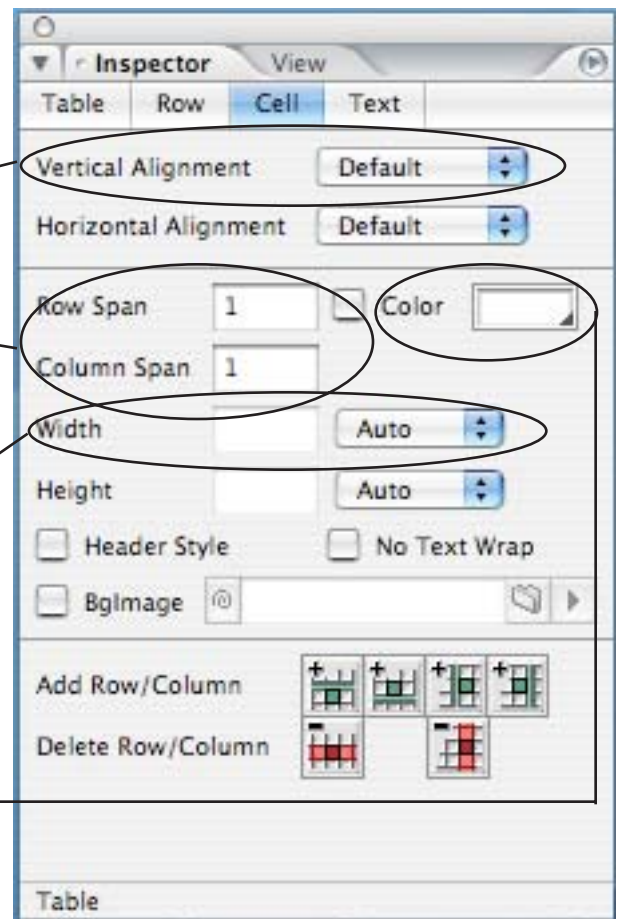 Inspector View
Table Row Cell Text
Vertical Alignment Default
Horizontal Alignment Default
Row Span 1 Color
Column Span 1
Width Auto
Height Auto
Header Style No Text Wrap
BgImage
Add Row/Column
Delete Row/Column
Table